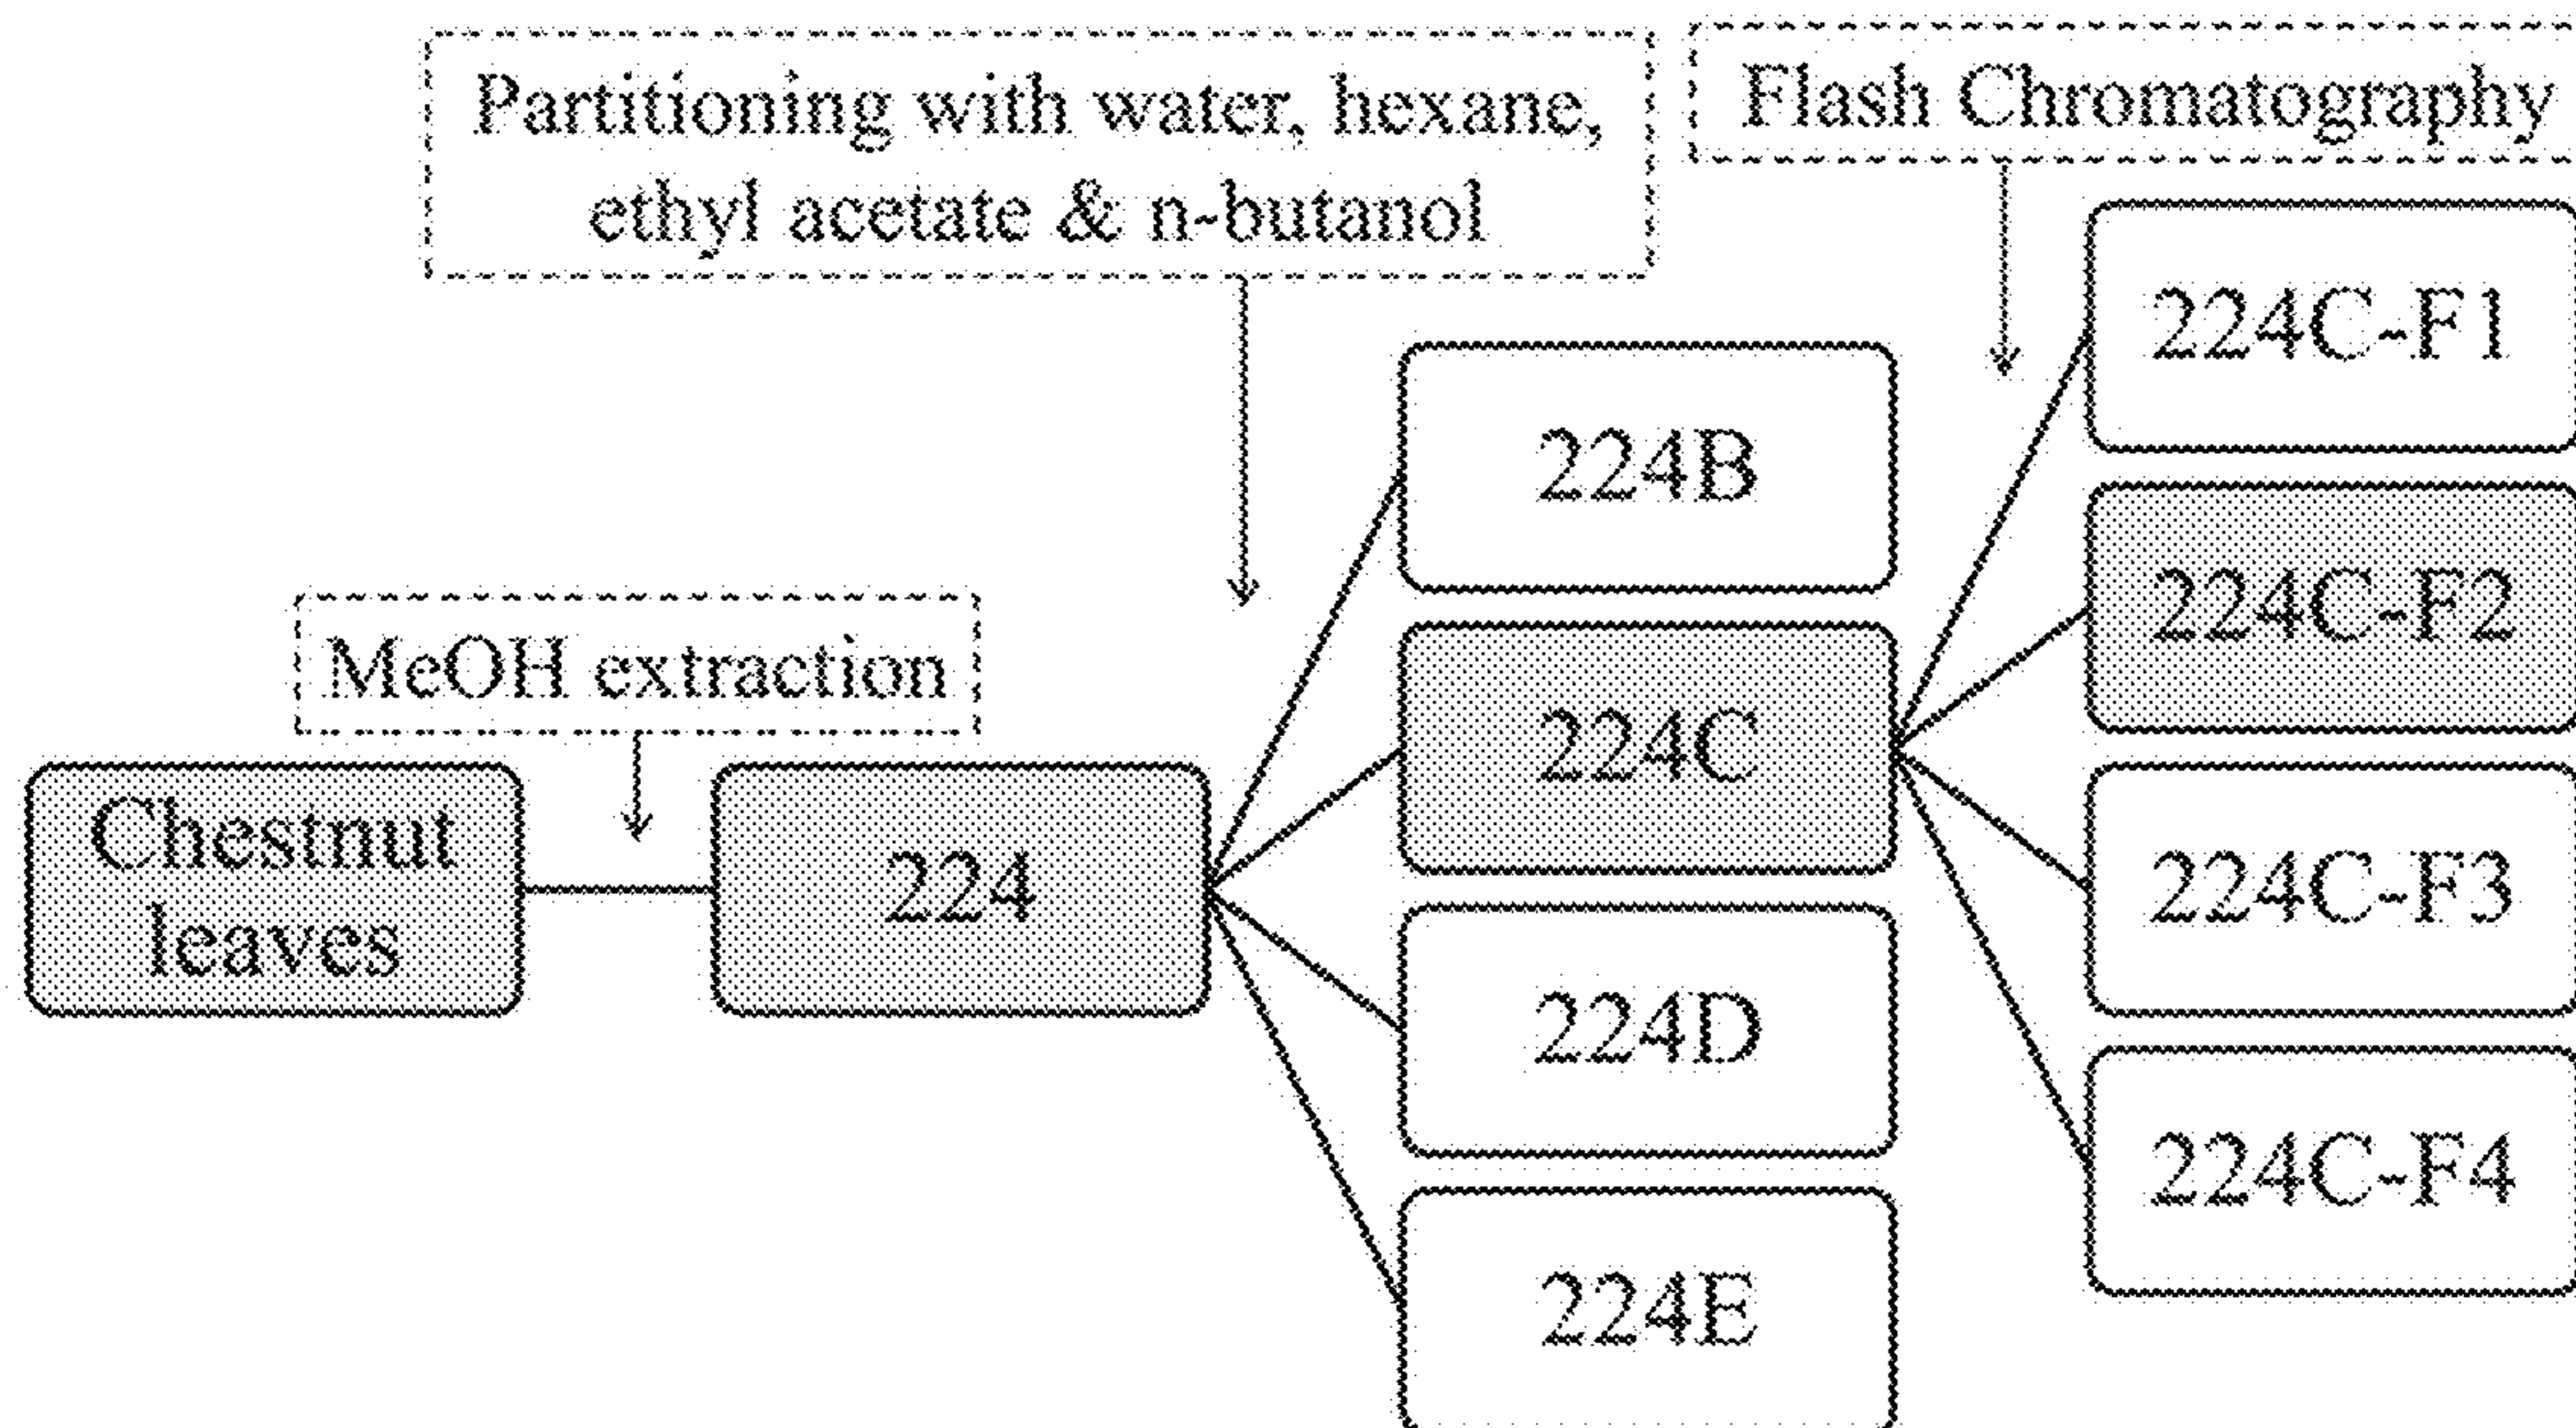 Partitioning with water, hexane,
ethyl acetate & n-butanol
Flash Chromatography
MeOH extraction
Chestnut
leaves
224
224B
224C
224D
224E
224C-F1
224C-F2
224C-F3
224C-F4